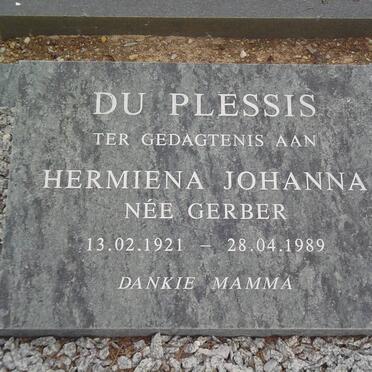 DU PLESSIS
TER GEDAGTENIS AAN
HERMIENA JOHANNA
NÉE GERBER
13.02.1921 – 28.04.1989
DANKIE MAMMA